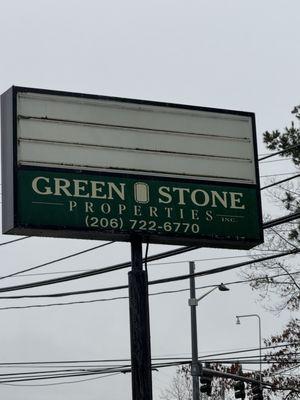 GREEN STONE
PROPERTIES INC
(206) 722-6770